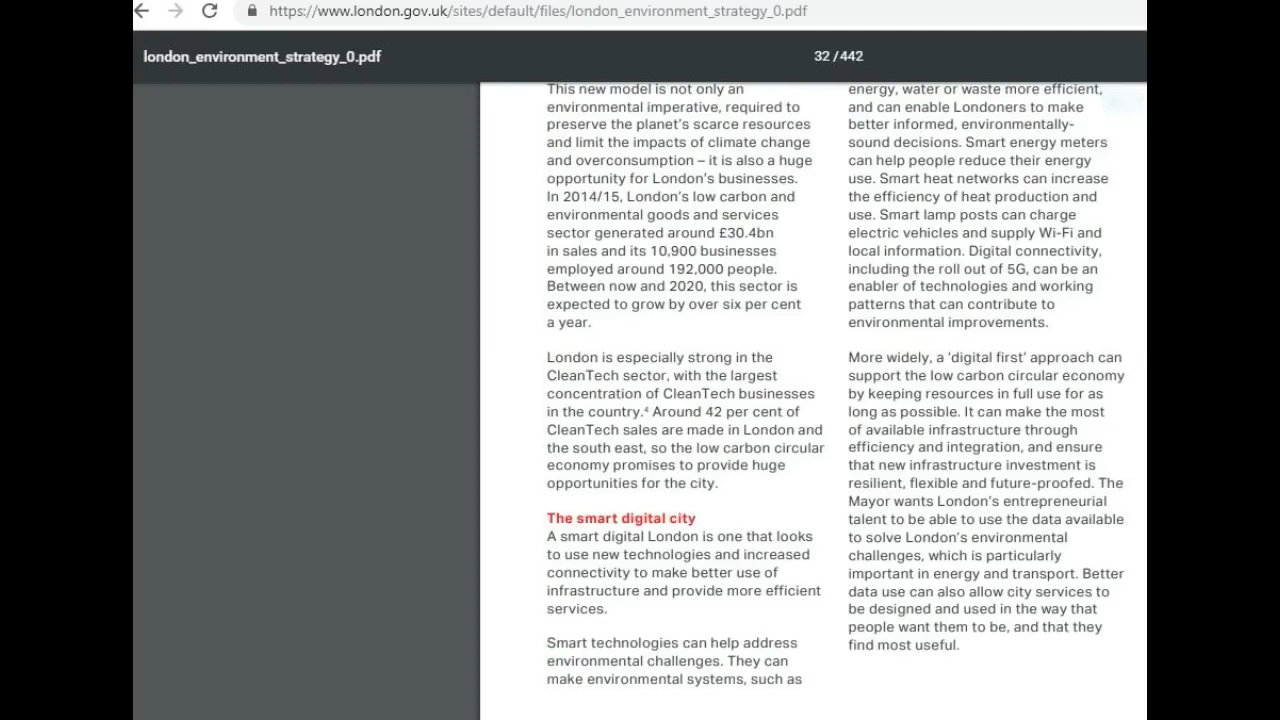 https://www.london.gov.uk/sites/default/files/london_environment_strategy_0.pdf
london_environment_strategy_0.pdf
32 / 442
This new model is not only an
environmental imperative, required to
preserve the planet's scarce resources
and limit the impacts of climate change
and overconsumption – it is also a huge
opportunity for London's businesses.
In 2014/15, London's low carbon and
environmental goods and services
sector generated around £30.4bn
in sales and its 10,900 businesses
employed around 192,000 people.
Between now and 2020, this sector is
expected to grow by over six per cent
a year.
London is especially strong in the
CleanTech sector, with the largest
concentration of CleanTech businesses
in the country.⁴ Around 42 per cent of
CleanTech sales are made in London and
the south east, so the low carbon circular
economy promises to provide huge
opportunities for the city.
The smart digital city
A smart digital London is one that looks
to use new technologies and increased
connectivity to make better use of
infrastructure and provide more efficient
services.
Smart technologies can help address
environmental challenges. They can
make environmental systems, such as
energy, water or waste more efficient,
and can enable Londoners to make
better informed, environmentally-
sound decisions. Smart energy meters
can help people reduce their energy
use. Smart heat networks can increase
the efficiency of heat production and
use. Smart lamp posts can charge
electric vehicles and supply Wi-Fi and
local information. Digital connectivity,
including the roll out of 5G, can be an
enabler of technologies and working
patterns that can contribute to
environmental improvements.
More widely, a 'digital first' approach can
support the low carbon circular economy
by keeping resources in full use for as
long as possible. It can make the most
of available infrastructure through
efficiency and integration, and ensure
that new infrastructure investment is
resilient, flexible and future-proofed. The
Mayor wants London's entrepreneurial
talent to be able to use the data available
to solve London's environmental
challenges, which is particularly
important in energy and transport. Better
data use can also allow city services to
be designed and used in the way that
people want them to be, and that they
find most useful.